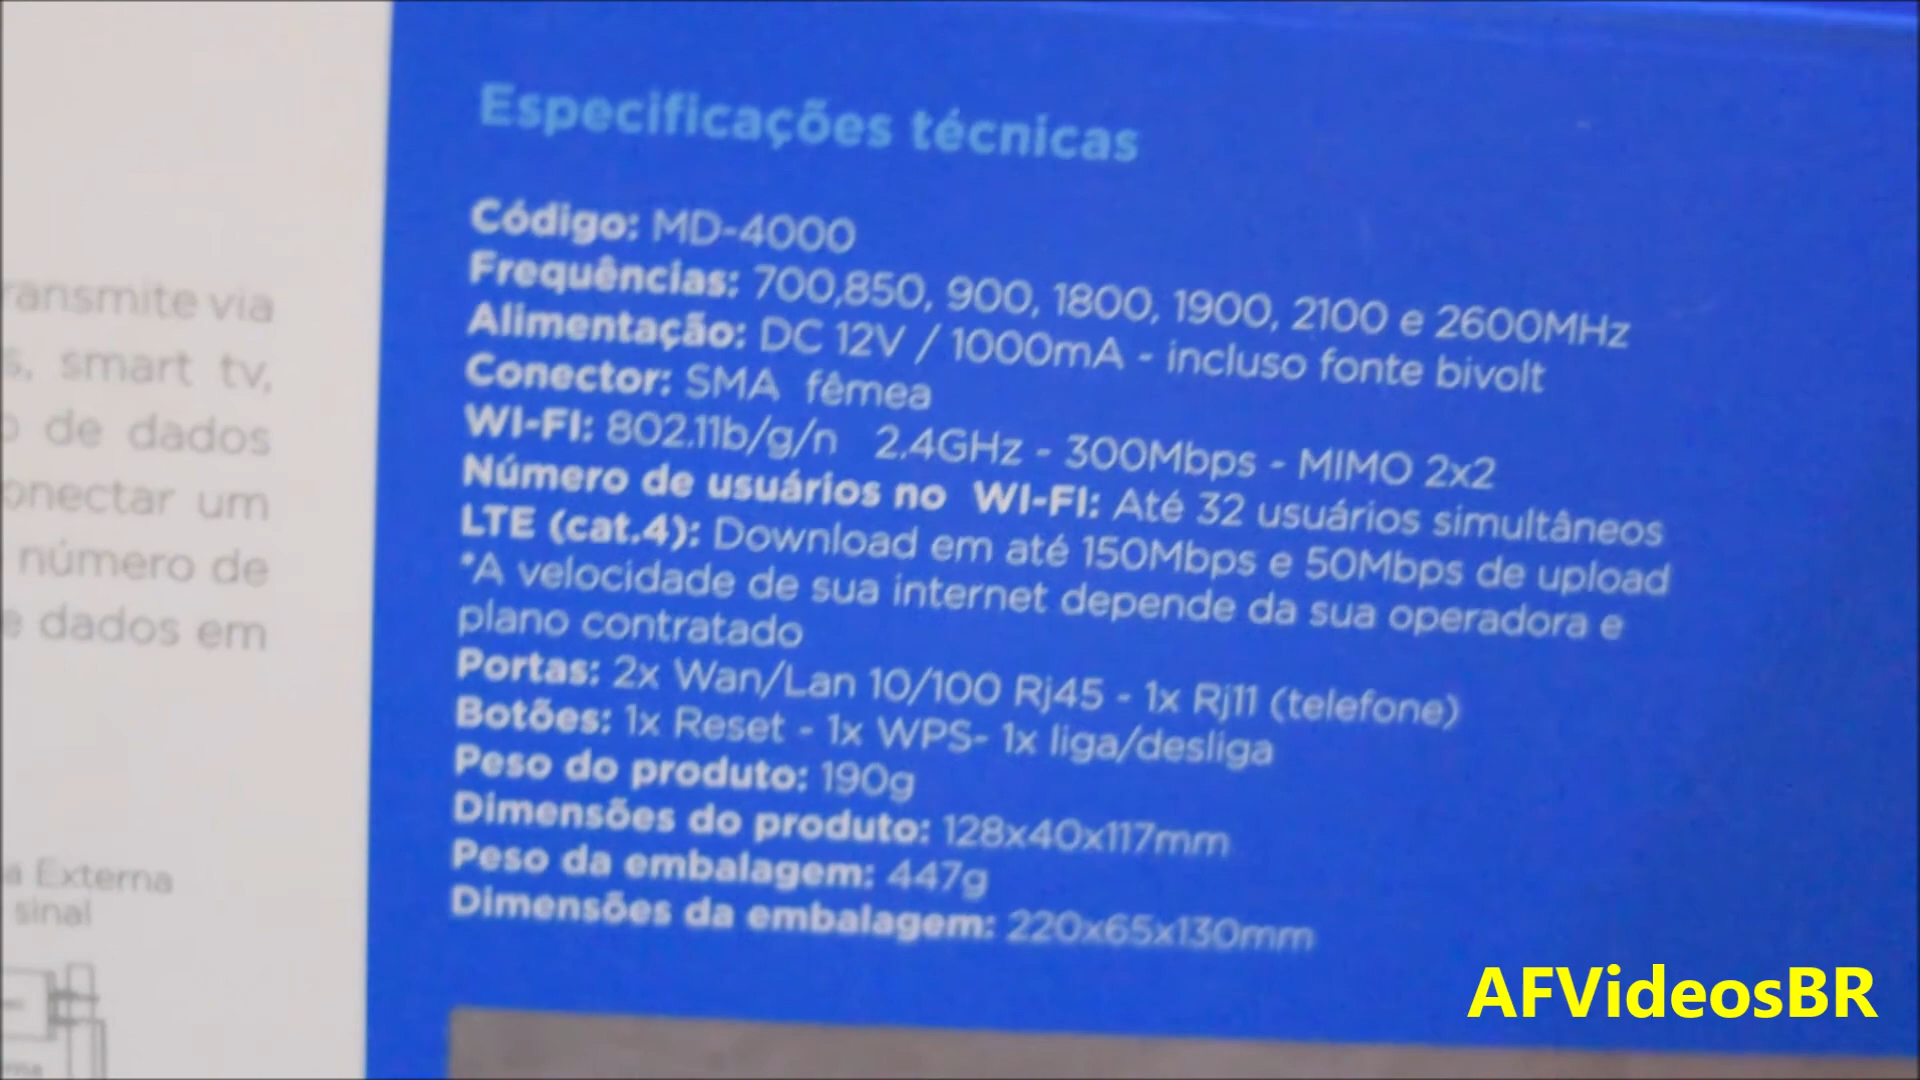 ransmite via
s, smart tv,
de dados
onectar um
número de
e dados em
a Externa
sinal
Especificações técnicas
Código: MD-4000
Frequências: 700,850, 900, 1800, 1900, 2100 e 2600MHz
Alimentação: DC 12V / 1000mA - incluso fonte bivolt
Conector: SMA fêmea
WI-FI: 802.11b/g/n 2.4GHz - 300Mbps - MIMO 2x2
Número de usuários no WI-FI: Até 32 usuários simultâneos
LTE (cat.4): Download em até 150Mbps e 50Mbps de upload
*A velocidade de sua internet depende da sua operadora e
plano contratado
Portas: 2x Wan/Lan 10/100 Rj45 - 1x Rj11 (telefone)
Botões: 1x Reset - 1x WPS- 1x liga/desliga
Peso do produto: 190g
Dimensões do produto: 128x40x117mm
Peso da embalagem: 447g
Dimensões da embalagem: 220x65x130mm
AFVideosBR